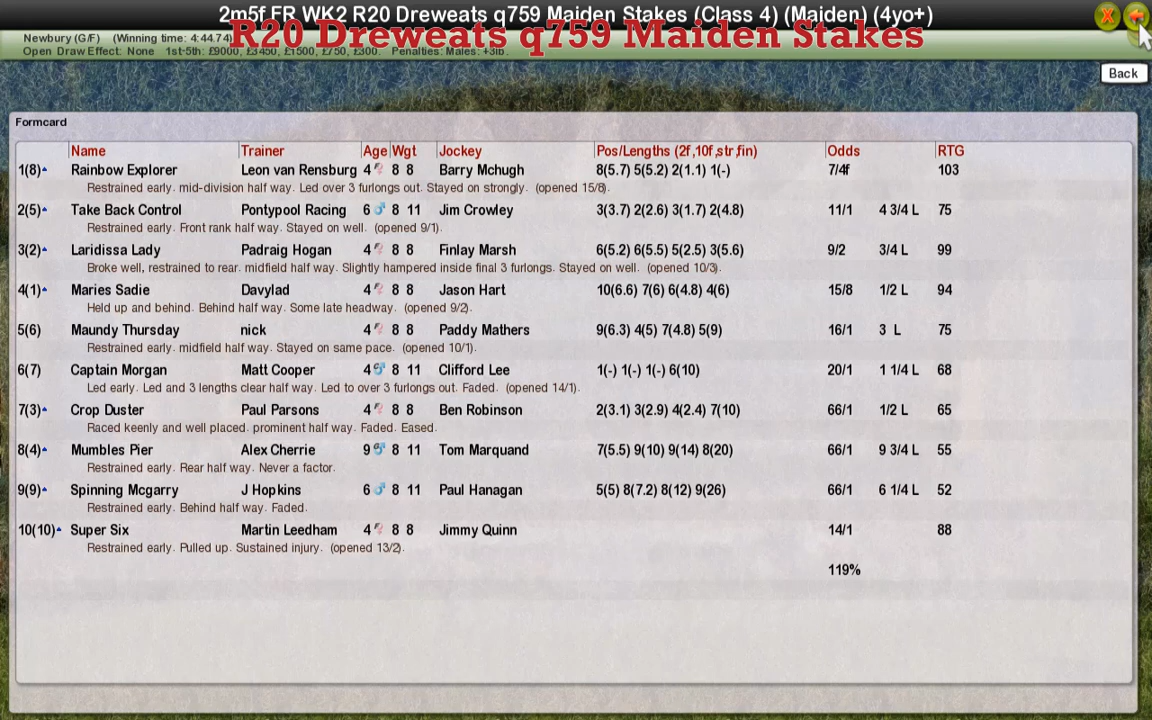 2m5f FR WK2 R20 Dreweats q759 Maiden Stakes (Class 4) (Maiden) (4yo+)
R20 Dreweats q759 Maiden Stakes
Newbury (G/F) (Winning time: 4:44.74)
Open Draw Effect: None 1st-5th: £9000, £3450, £1500, £750, £300. Penalties: Males: +3lb
Back
Formcard
Name Trainer Age Wgt Jockey Pos/Lengths (2f,10f,str,fin) Odds RTG
1(8) Rainbow Explorer Leon van Rensburg 4 8 8 Barry Mchugh 8(5.7) 5(5.2) 2(1.1) 1(-) 7/4f 103
Restrained early. mid-division half way. Led over 3 furlongs out. Stayed on strongly. (opened 15/8).
2(5) Take Back Control Pontypool Racing 6 8 11 Jim Crowley 3(3.7) 2(2.6) 3(1.7) 2(4.8) 11/1 4 3/4 L 75
Restrained early. Front rank half way. Stayed on well. (opened 9/1).
3(2) Laridissa Lady Padraig Hogan 4 8 8 Finlay Marsh 6(5.2) 6(5.5) 5(2.5) 3(5.6) 9/2 3/4 L 99
Broke well, restrained to rear. midfield half way. Slightly hampered inside final 3 furlongs. Stayed on well. (opened 10/3).
4(1) Maries Sadie Davylad 4 8 8 Jason Hart 10(6.6) 7(6) 6(4.8) 4(6) 15/8 1/2 L 94
Held up and behind. Behind half way. Some late headway. (opened 9/2).
5(6) Maundy Thursday nick 4 8 8 Paddy Mathers 9(6.3) 4(5) 7(4.8) 5(9) 16/1 3 L 75
Restrained early. midfield half way. Stayed on same pace. (opened 10/1).
6(7) Captain Morgan Matt Cooper 4 8 11 Clifford Lee 1(-) 1(-) 1(-) 6(10) 20/1 1 1/4 L 68
Led early. Led and 3 lengths clear half way. Led to over 3 furlongs out. Faded. (opened 14/1).
7(3) Crop Duster Paul Parsons 4 8 8 Ben Robinson 2(3.1) 3(2.9) 4(2.4) 7(10) 66/1 1/2 L 65
Raced keenly and well placed. prominent half way. Faded. Eased.
8(4) Mumbles Pier Alex Cherrie 9 8 11 Tom Marquand 7(5.5) 9(10) 9(14) 8(20) 66/1 9 3/4 L 55
Restrained early. Rear half way. Never a factor.
9(9) Spinning Mcgarry J Hopkins 6 8 11 Paul Hanagan 5(5) 8(7.2) 8(12) 9(26) 66/1 6 1/4 L 52
Restrained early. Behind half way. Faded.
10(10) Super Six Martin Leedham 4 8 8 Jimmy Quinn 14/1 88
Restrained early. Pulled up. Sustained injury. (opened 13/2).
119%